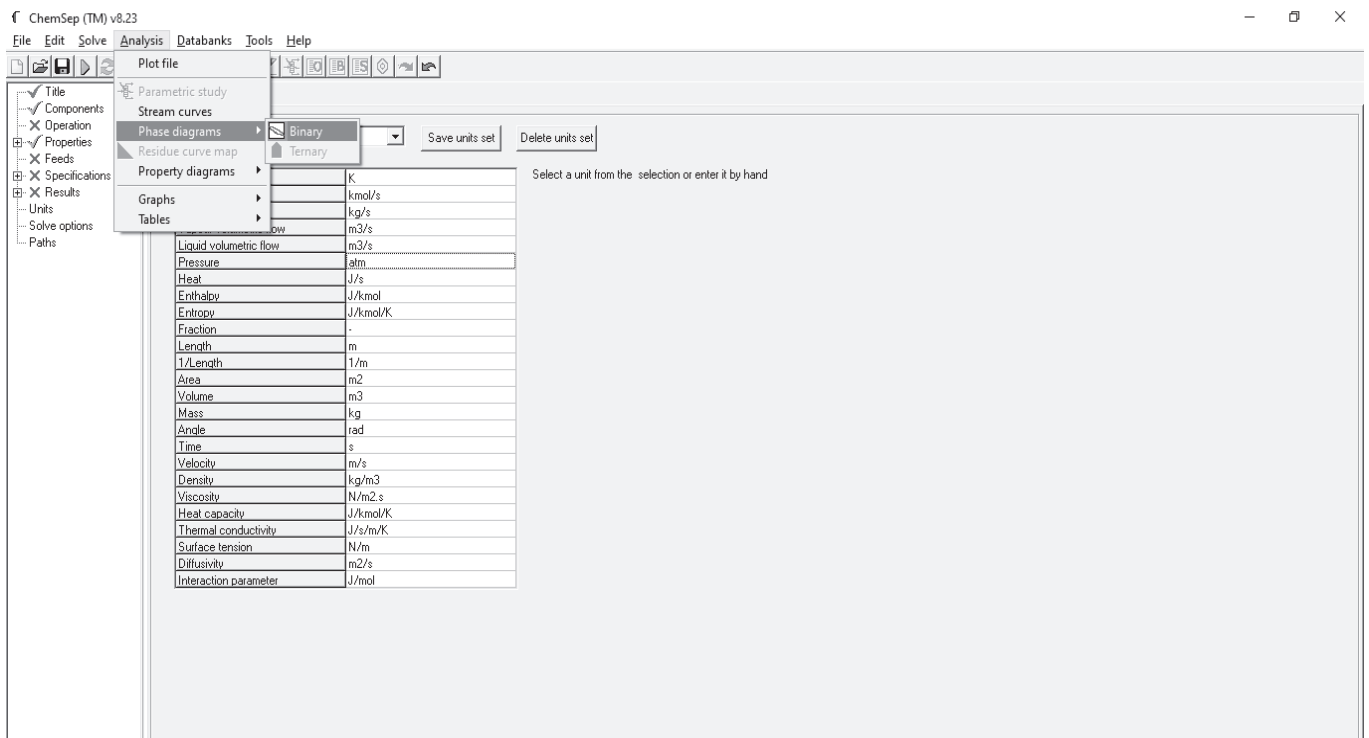 ChemSep (TM) v8.23
File Edit Solve Analysis Databanks Tools Help
Title
Components
Operation
Properties
Feeds
Specifications
Results
Units
Solve options
Paths
Plot file
Parametric study
Stream curves
Phase diagrams
Residue curve map
Property diagrams
Graphs
Tables
Binary
Ternary
Save units set Delete units set
Select a unit from the selection or enter it by hand
K
kmol/s
kg/s
flow m3/s
Liquid volumetric flow m3/s
Pressure atm
Heat J/s
Enthalpy J/kmol
Entropy J/kmol/K
Fraction -
Length m
1/Length 1/m
Area m2
Volume m3
Mass kg
Angle rad
Time s
Velocity m/s
Density kg/m3
Viscosity N/m2.s
Heat capacity J/kmol/K
Thermal conductivity J/s/m/K
Surface tension N/m
Diffusivity m2/s
Interaction parameter J/mol